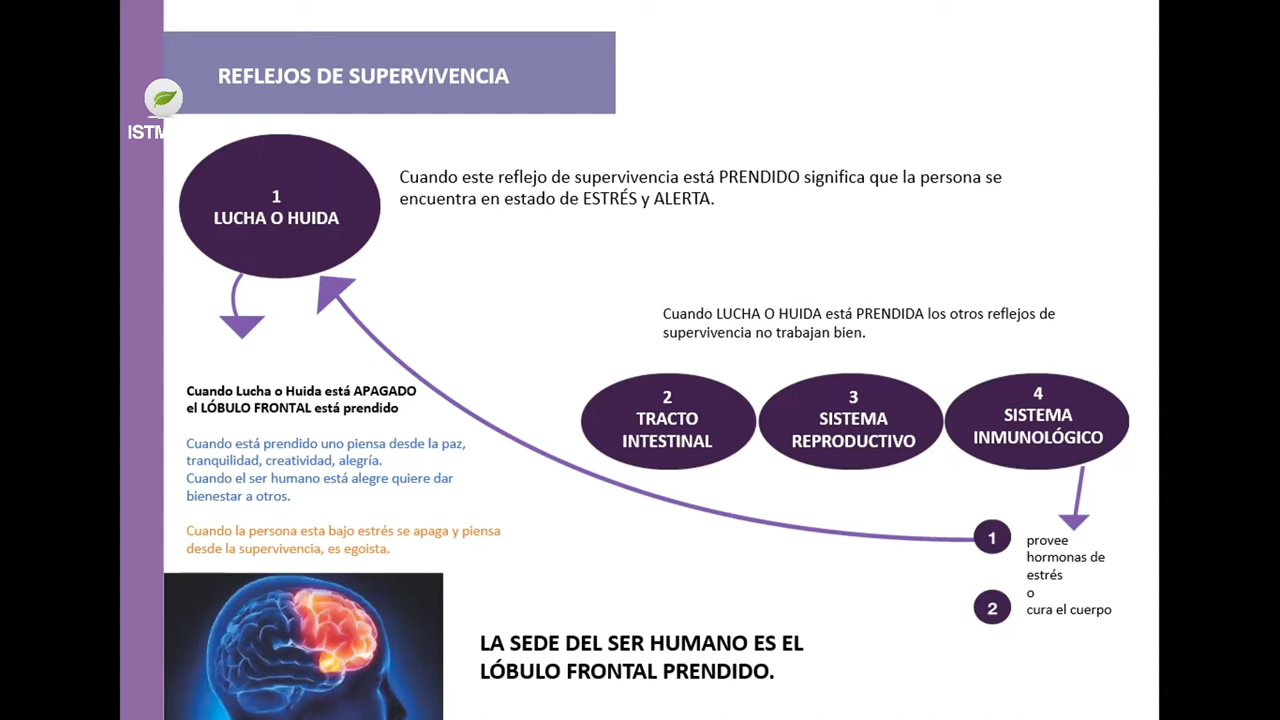 REFLEJOS DE SUPERVIVENCIA
ISTM
1
LUCHA O HUIDA
Cuando este reflejo de supervivencia está PRENDIDO significa que la persona se
encuentra en estado de ESTRÉS y ALERTA.
Cuando LUCHA O HUIDA está PRENDIDA los otros reflejos de
supervivencia no trabajan bien.
2
TRACTO
INTESTINAL
3
SISTEMA
REPRODUCTIVO
4
SISTEMA
INMUNOLÓGICO
Cuando Lucha o Huida está APAGADO
el LÓBULO FRONTAL está prendido
Cuando está prendido uno piensa desde la paz,
tranquilidad, creatividad, alegría.
Cuando el ser humano está alegre quiere dar
bienestar a otros.
Cuando la persona esta bajo estrés se apaga y piensa
desde la supervivencia, es egoista.
1
provee
hormonas de
estrés
o
2
cura el cuerpo
LA SEDE DEL SER HUMANO ES EL
LÓBULO FRONTAL PRENDIDO.